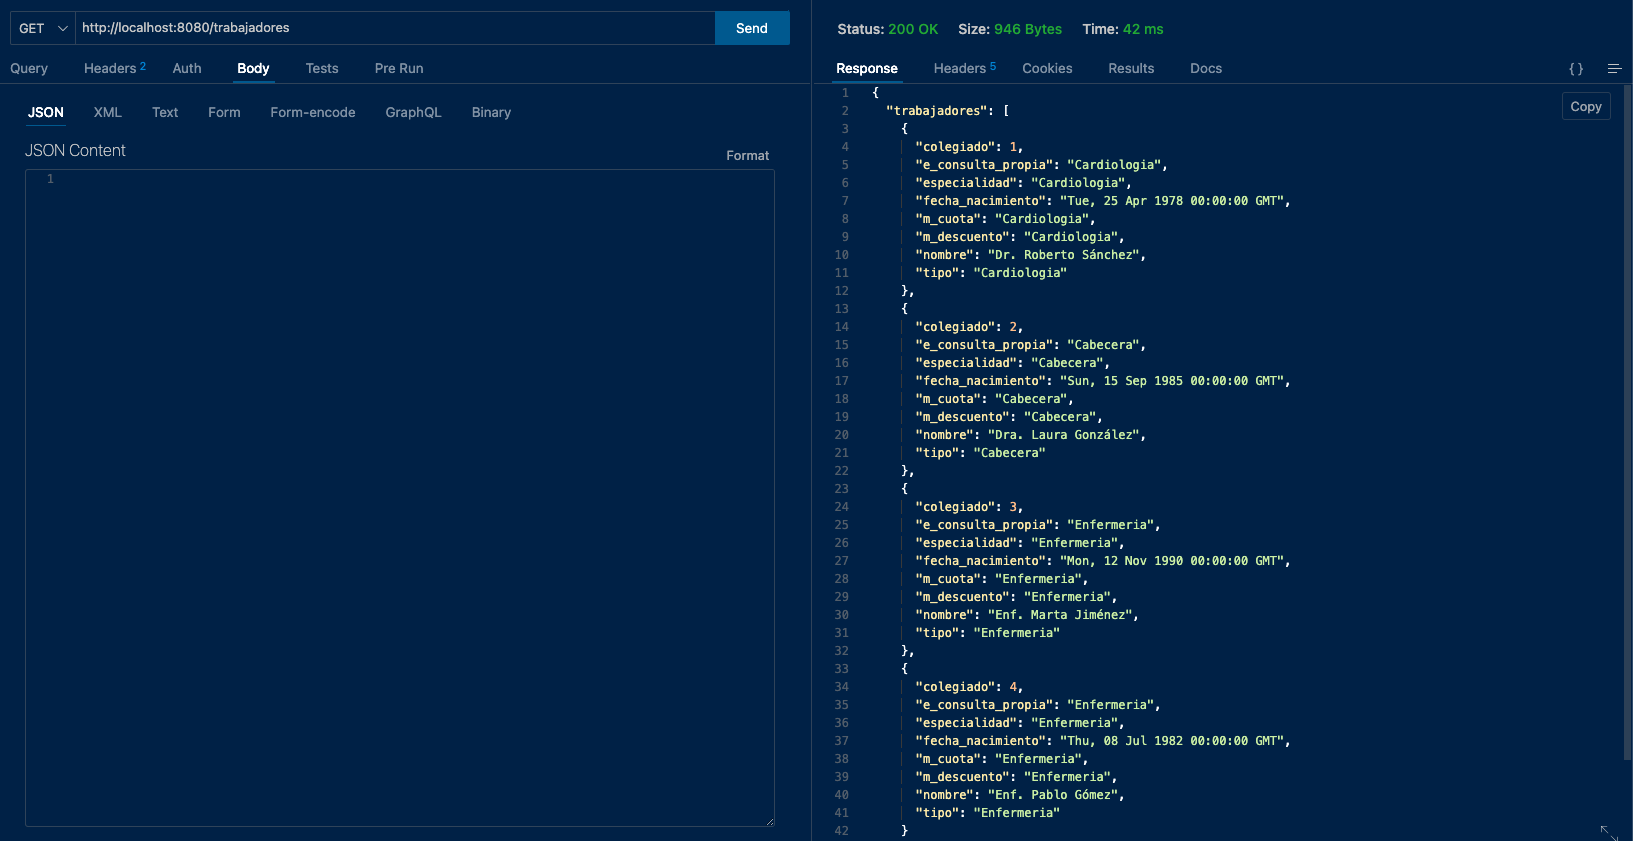 GET http://localhost:8080/trabajadores Send
Query Headers 2 Auth Body Tests Pre Run
JSON XML Text Form Form-encode GraphQL Binary
JSON Content
Format
1
Status: 200 OK Size: 946 Bytes Time: 42 ms
Response Headers 5 Cookies Results Docs { }
Copy
1 {
2 "trabajadores": [
3 {
4 "colegiado": 1,
5 "e_consulta_propia": "Cardiologia",
6 "especialidad": "Cardiologia",
7 "fecha_nacimiento": "Tue, 25 Apr 1978 00:00:00 GMT",
8 "m_cuota": "Cardiologia",
9 "m_descuento": "Cardiologia",
10 "nombre": "Dr. Roberto Sánchez",
11 "tipo": "Cardiologia"
12 },
13 {
14 "colegiado": 2,
15 "e_consulta_propia": "Cabecera",
16 "especialidad": "Cabecera",
17 "fecha_nacimiento": "Sun, 15 Sep 1985 00:00:00 GMT",
18 "m_cuota": "Cabecera",
19 "m_descuento": "Cabecera",
20 "nombre": "Dra. Laura González",
21 "tipo": "Cabecera"
22 },
23 {
24 "colegiado": 3,
25 "e_consulta_propia": "Enfermeria",
26 "especialidad": "Enfermeria",
27 "fecha_nacimiento": "Mon, 12 Nov 1990 00:00:00 GMT",
28 "m_cuota": "Enfermeria",
29 "m_descuento": "Enfermeria",
30 "nombre": "Enf. Marta Jiménez",
31 "tipo": "Enfermeria"
32 },
33 {
34 "colegiado": 4,
35 "e_consulta_propia": "Enfermeria",
36 "especialidad": "Enfermeria",
37 "fecha_nacimiento": "Thu, 08 Jul 1982 00:00:00 GMT",
38 "m_cuota": "Enfermeria",
39 "m_descuento": "Enfermeria",
40 "nombre": "Enf. Pablo Gómez",
41 "tipo": "Enfermeria"
42 }